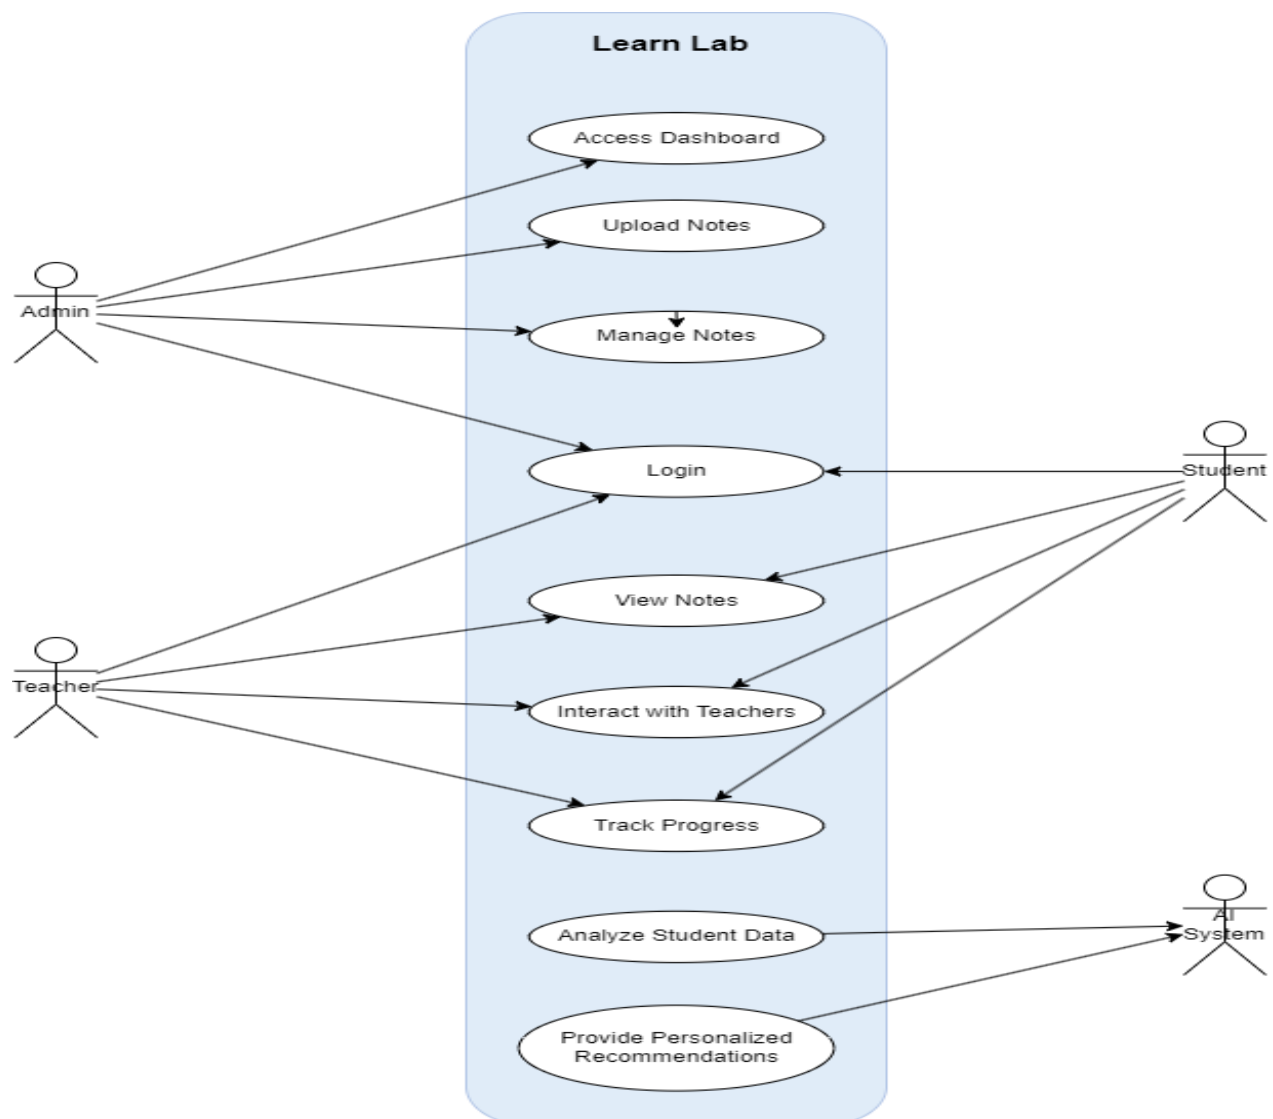 Learn Lab
Access Dashboard
Upload Notes
Admin
Manage Notes
Login
Student
View Notes
Teacher
Interact with Teachers
Track Progress
AI
System
Analyze Student Data
Provide Personalized
Recommendations